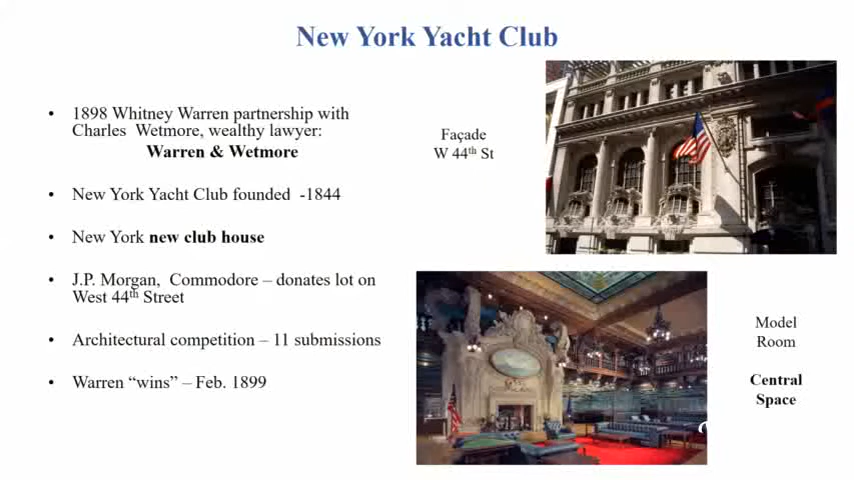 New York Yacht Club
• 1898 Whitney Warren partnership with
Charles Wetmore, wealthy lawyer:
Warren & Wetmore
• New York Yacht Club founded -1844
• New York new club house
• J.P. Morgan, Commodore – donates lot on
West 44th Street
• Architectural competition – 11 submissions
• Warren “wins” – Feb. 1899
Façade
W 44th St
Model
Room
Central
Space